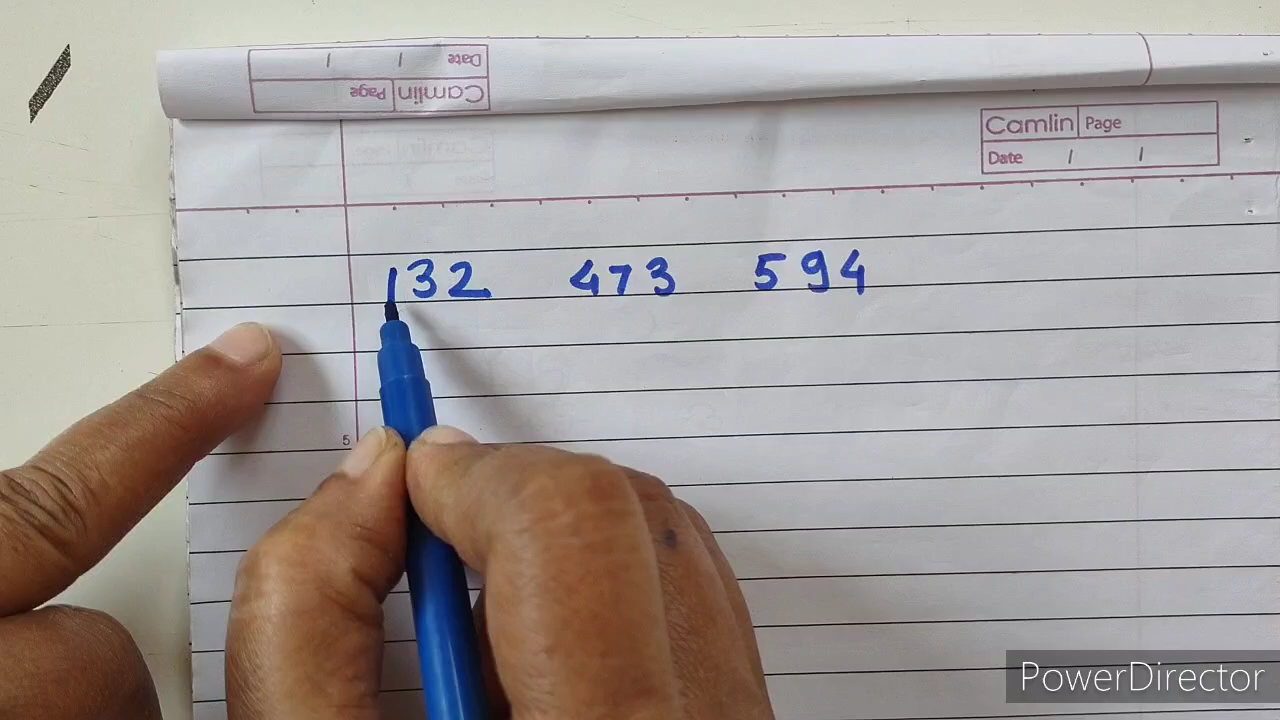 Date / /
Camlin Page
Camlin Page
Date / /
132 473 594
5
PowerDirector